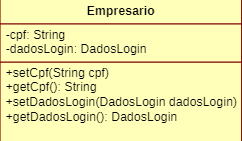 Empresario
-cpf: String
-dadosLogin: DadosLogin
+setCpf(String cpf)
+getCpf(): String
+setDadosLogin(DadosLogin dadosLogin)
+getDadosLogin(): DadosLogin